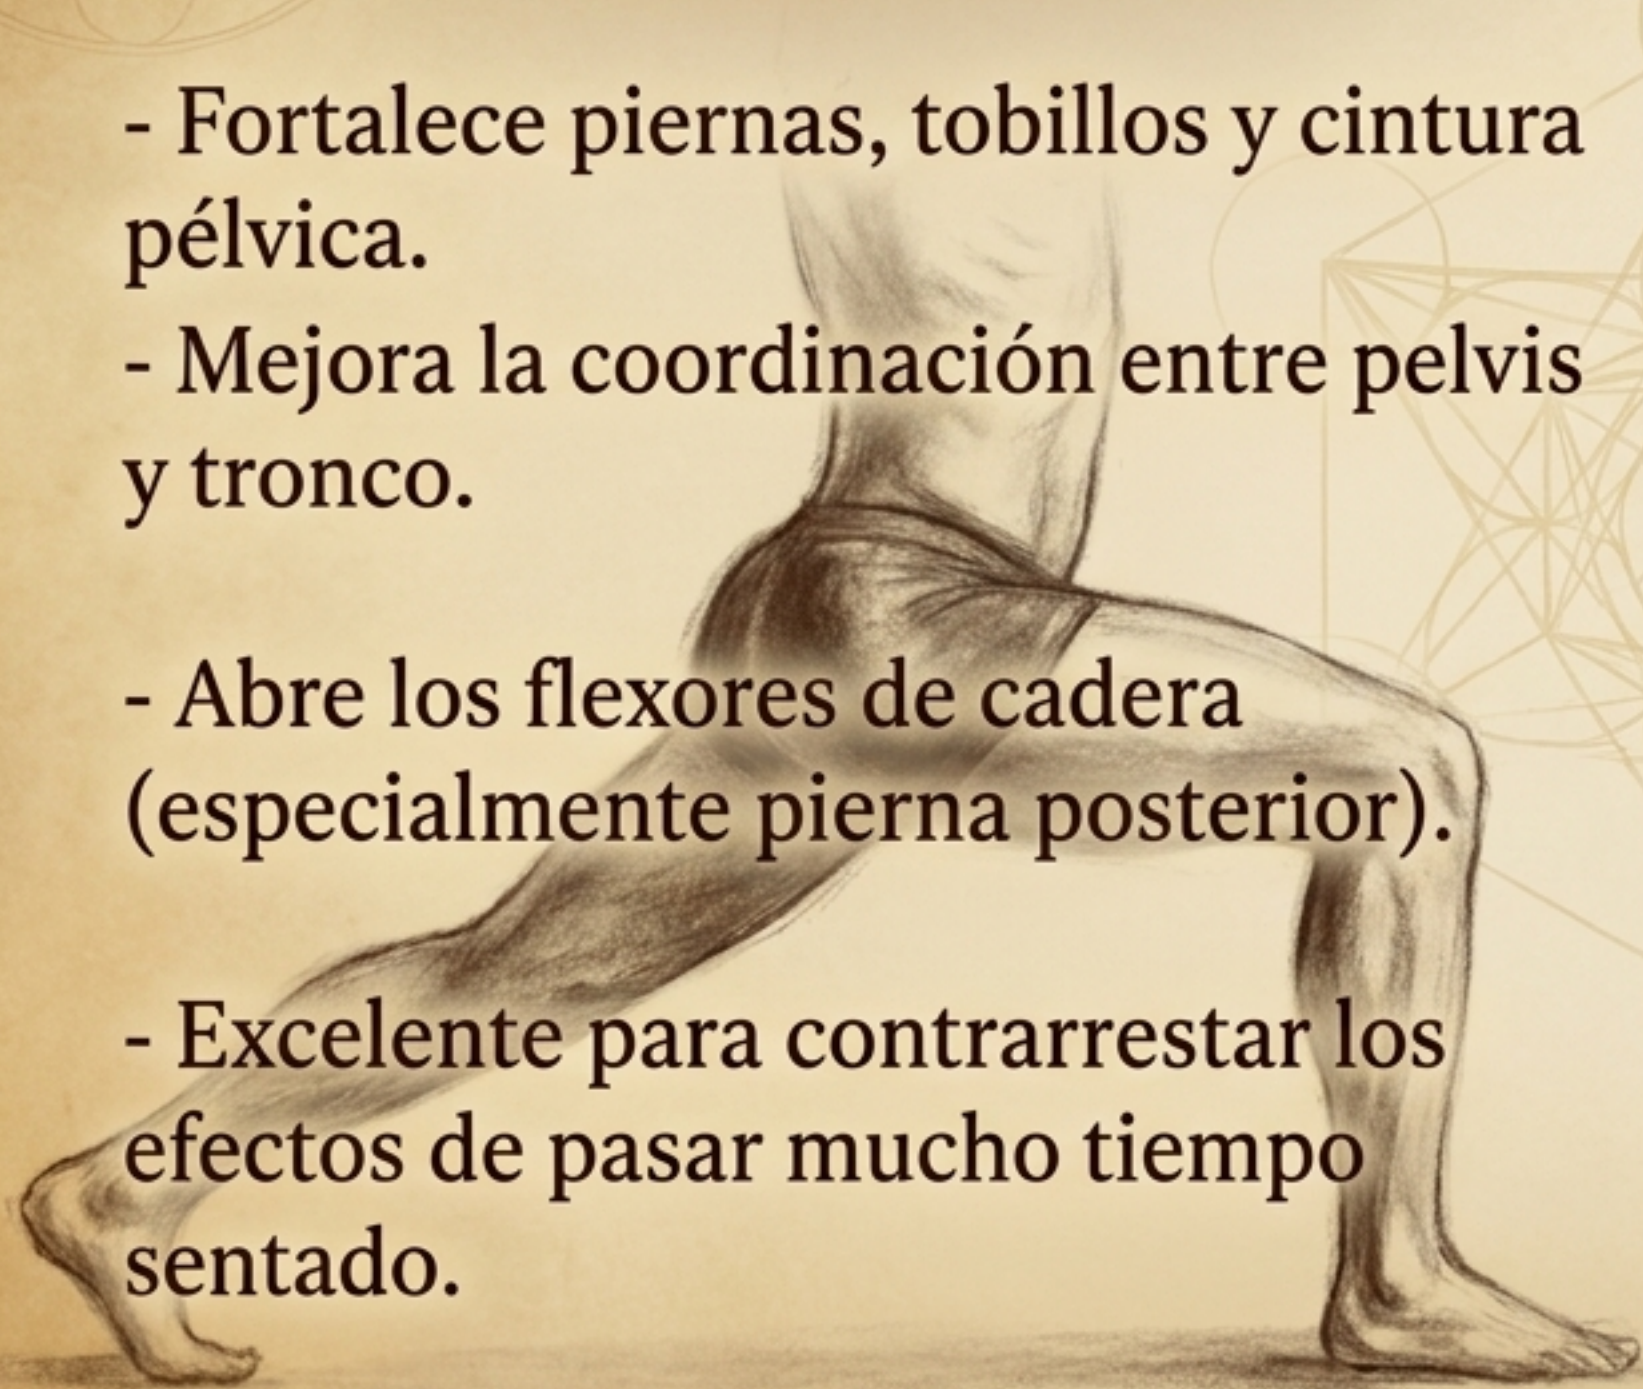 - Fortalece piernas, tobillos y cintura
pélvica.
- Mejora la coordinación entre pelvis
y tronco.
- Abre los flexores de cadera
(especialmente pierna posterior).
- Excelente para contrarrestar los
efectos de pasar mucho tiempo
sentado.